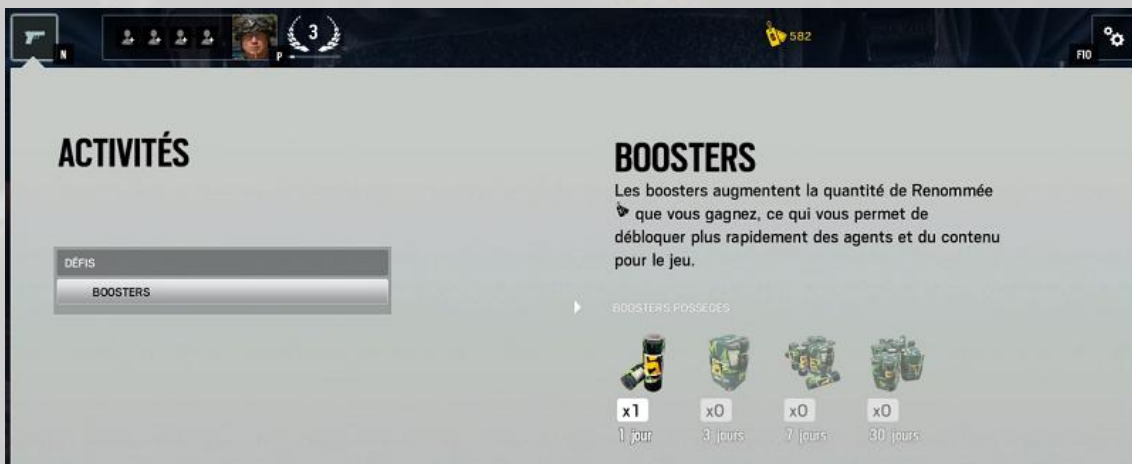 3
582
N
P
F10
ACTIVITÉS
DÉFIS
BOOSTERS
BOOSTERS
Les boosters augmentent la quantité de Renommée
que vous gagnez, ce qui vous permet de
débloquer plus rapidement des agents et du contenu
pour le jeu.
BOOSTERS POSSÉDÉS
x1 x0 x0 x0
1 jour 3 jours 7 jours 30 jours